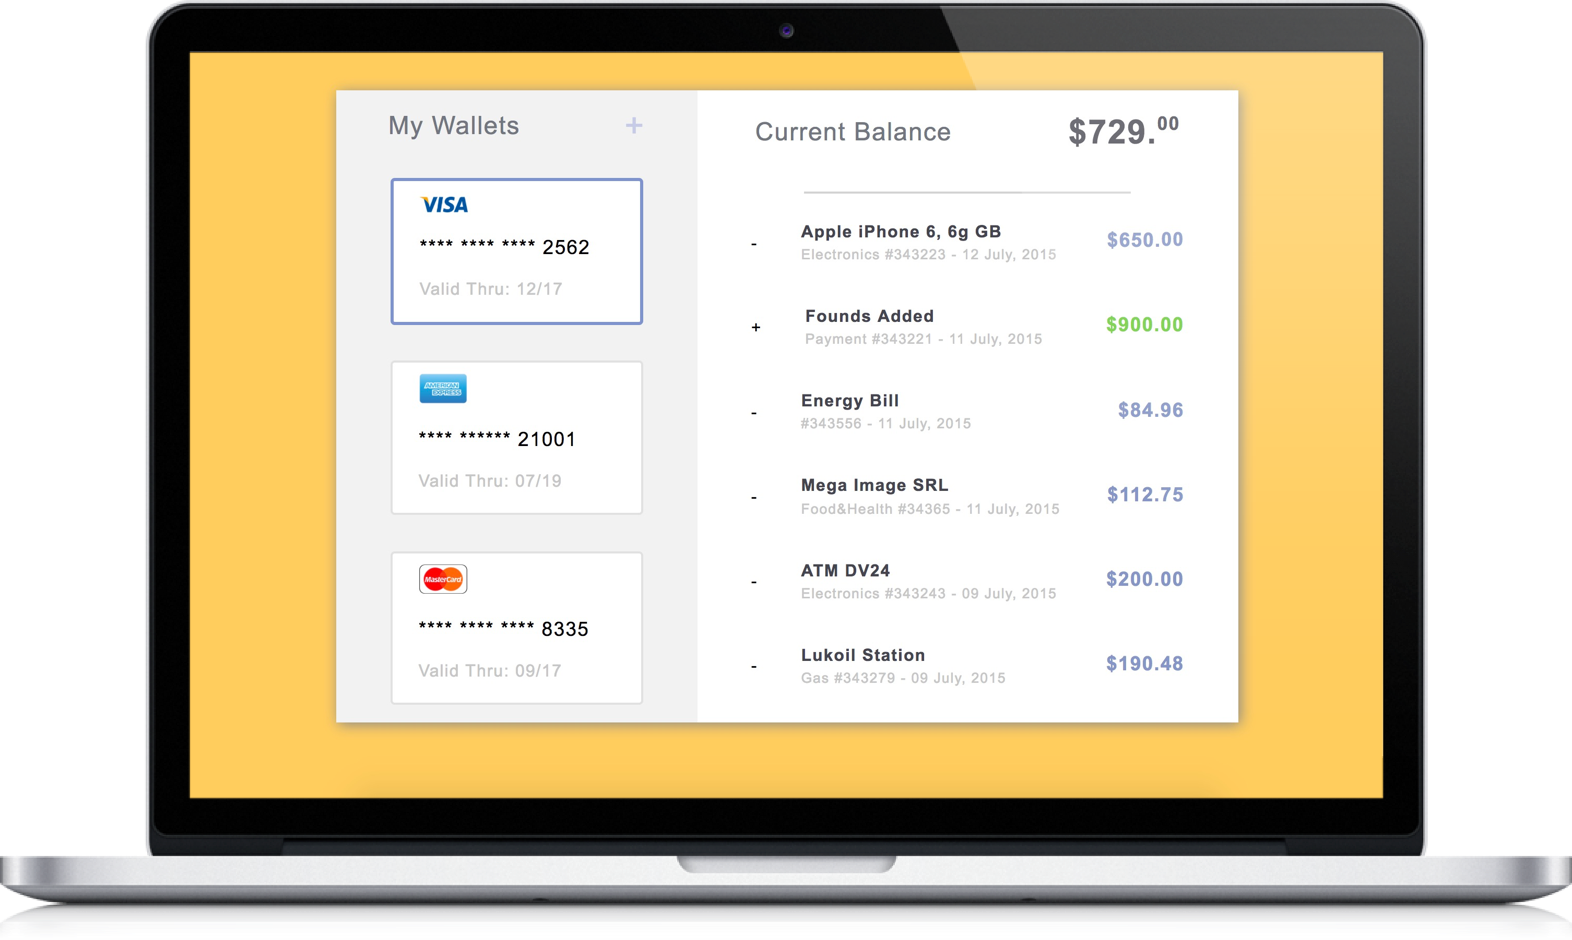 My Wallets +
VISA
**** **** **** 2562
Valid Thru: 12/17
AMERICAN
EXPRESS
**** ****** 21001
Valid Thru: 07/19
MasterCard
**** **** **** 8335
Valid Thru: 09/17
Current Balance $729.00
- Apple iPhone 6, 6g GB $650.00
Electronics #343223 - 12 July, 2015
+ Founds Added $900.00
Payment #343221 - 11 July, 2015
- Energy Bill $84.96
#343556 - 11 July, 2015
- Mega Image SRL $112.75
Food&Health #34365 - 11 July, 2015
- ATM DV24 $200.00
Electronics #343243 - 09 July, 2015
- Lukoil Station $190.48
Gas #343279 - 09 July, 2015